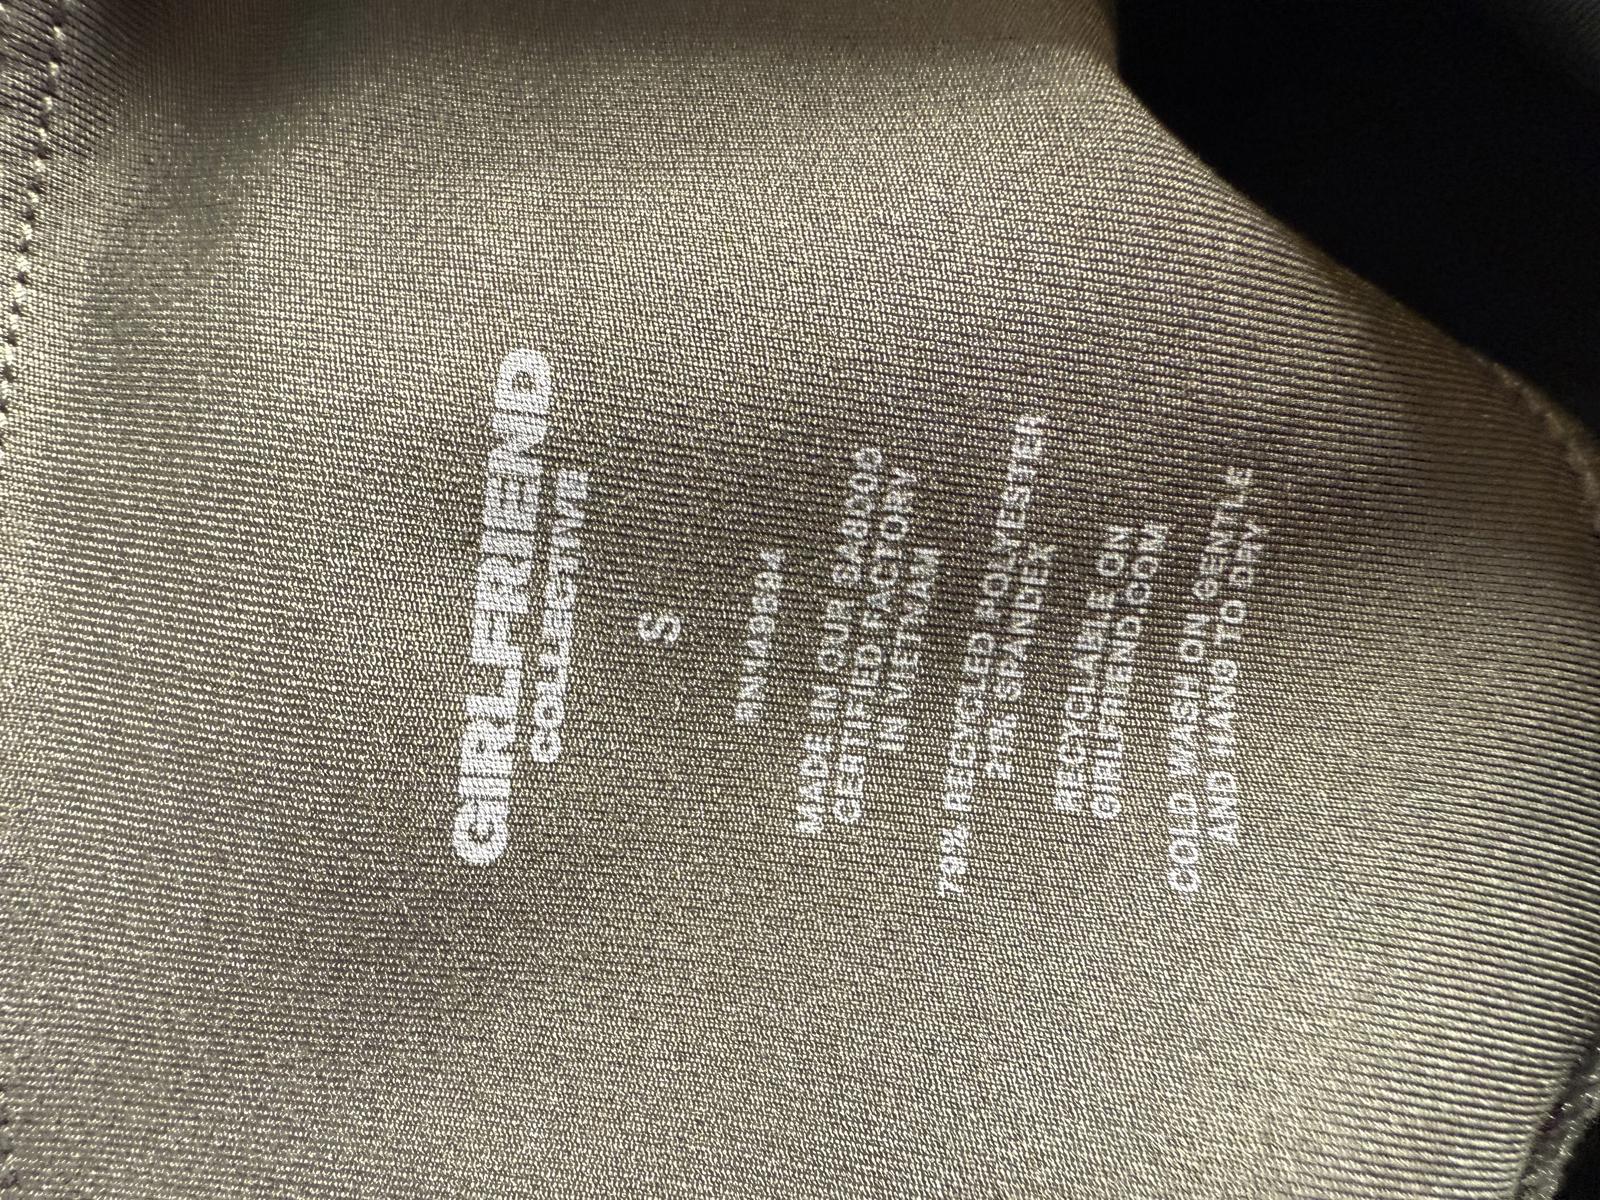 GIRLFRIEND
COLLECTIVE
S
MADE IN OUR SA8000
CERTIFIED FACTORY
IN VIETNAM
79% RECYCLED POLYESTER
21% SPANDEX
RECYCLABLE ON
GIRLFRIEND.COM
COLD WASH ON GENTLE
AND HANG TO DRY